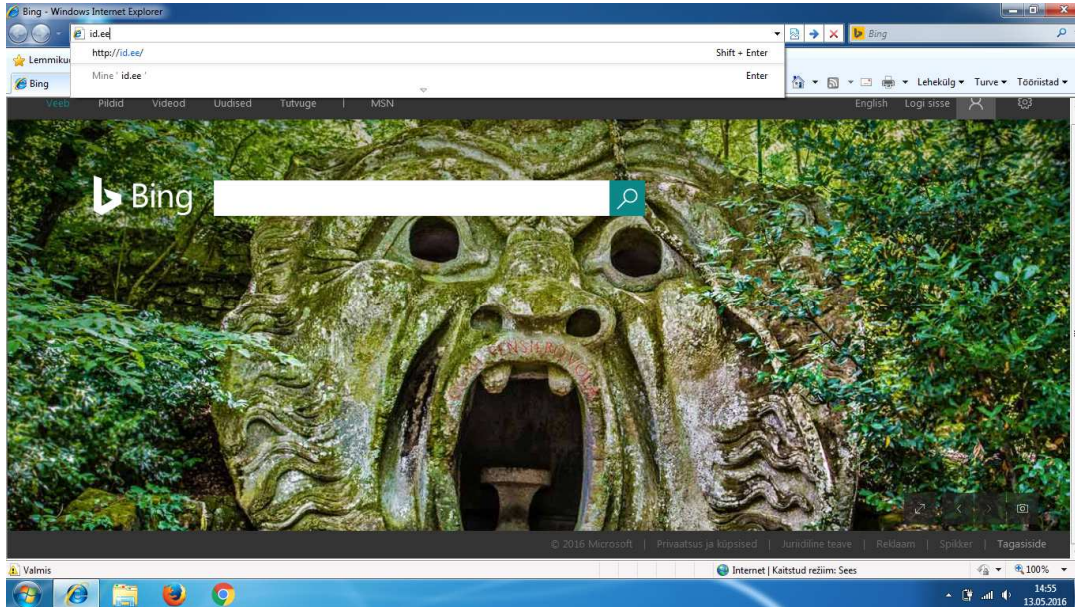 Bing - Windows Internet Explorer
id.ee
Bing
http://id.ee/ Shift + Enter
Mine ' id.ee ' Enter
Bing
Lehekülg Turve Tööriistad
Veeb Pildid Videod Uudised Tutvuge | MSN
English Logi sisse
Bing
© 2016 Microsoft | Privaatsus ja küpsised | Juriidiline teave | Reklaam | Spikker | Tagasiside
Valmis
Internet | Kaitstud režiim: Sees
100%
14:55
13.05.2016